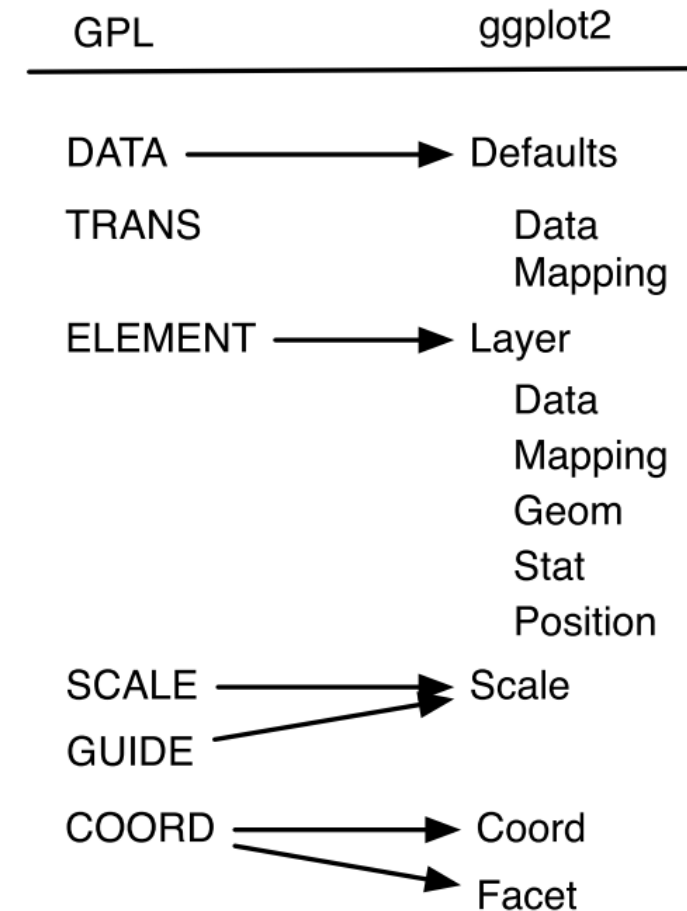 GPL ggplot2
DATA Defaults
TRANS Data
Mapping
ELEMENT Layer
Data
Mapping
Geom
Stat
Position
SCALE Scale
GUIDE
COORD Coord
Facet